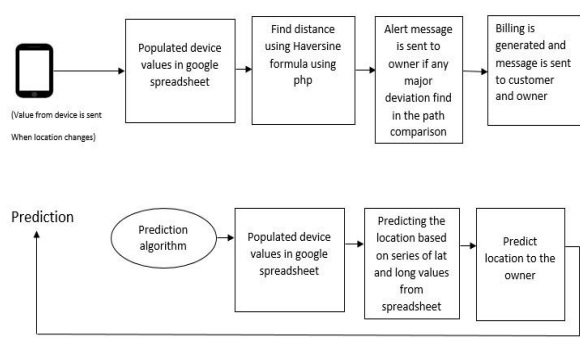 Populated device
values in google
spreadsheet
Find distance
using Haversine
formula using
php
Alert message
is sent to
owner if any
major
deviation find
in the path
comparison
Billing is
generated and
message is sent
to customer
and owner
(Value from device is sent
When location changes)
Prediction
Prediction
algorithm
Populated device
values in google
spreadsheet
Predicting the
location based
on series of lat
and long values
from
spreadsheet
Predict
location to the
owner